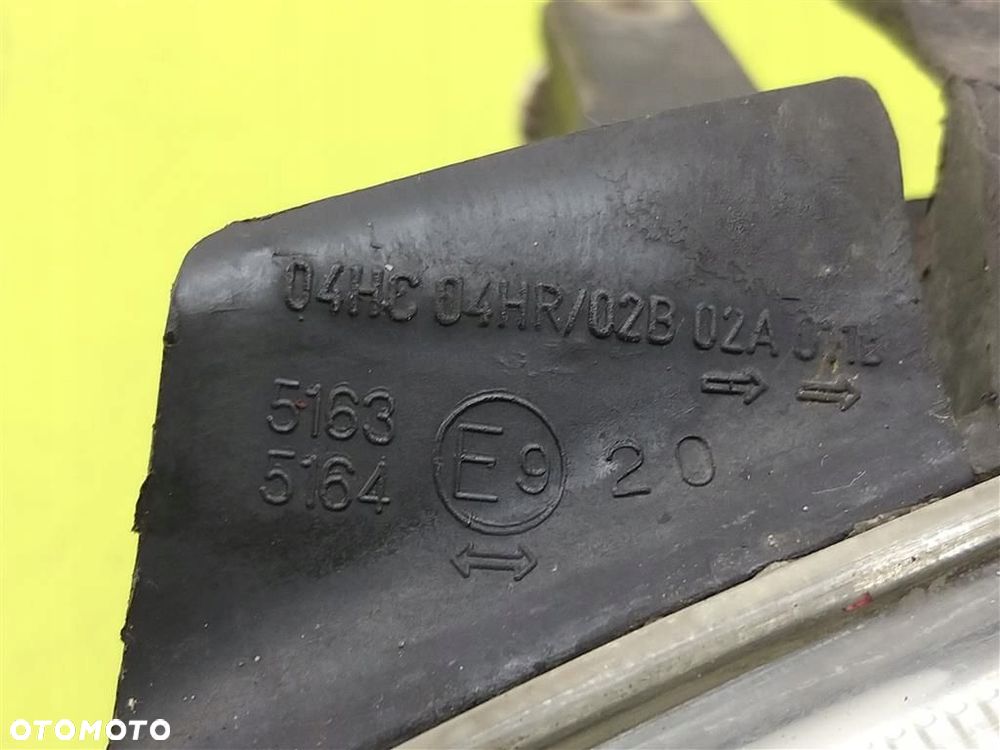 04HC 04HR/02B 02A
5163
5164
E9 20
OTOMOTO